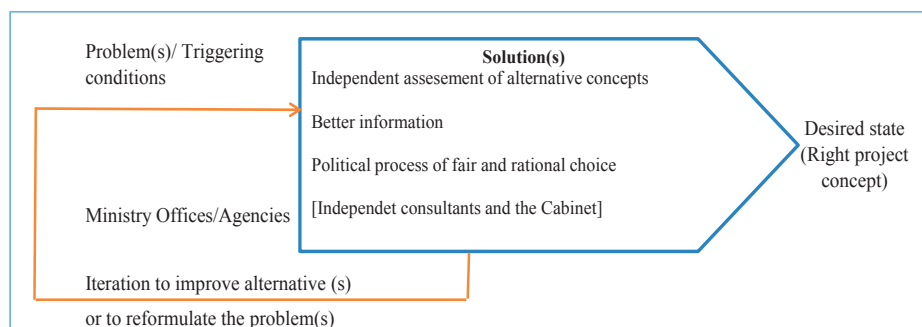 Problem(s)/ Triggering
conditions
Ministry Offices/Agencies
Iteration to improve alternative (s)
or to reformulate the problem(s)
Solution(s)
Independent assesement of alternative concepts
Better information
Political process of fair and rational choice
[Independet consultants and the Cabinet]
Desired state
(Right project
concept)